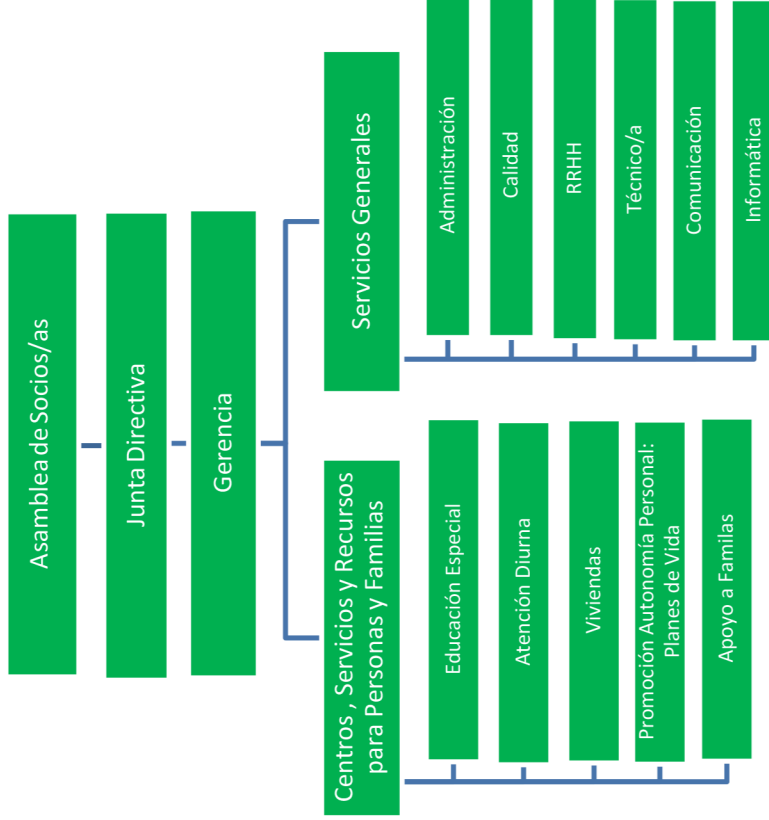 Asamblea de Socios/as
Junta Directiva
Gerencia
Centros , Servicios y Recursos
para Personas y Familias
Educación Especial
Atención Diurna
Viviendas
Promoción Autonomía Personal:
Planes de Vida
Apoyo a Familas
Servicios Generales
Administración
Calidad
RRHH
Técnico/a
Comunicación
Informática